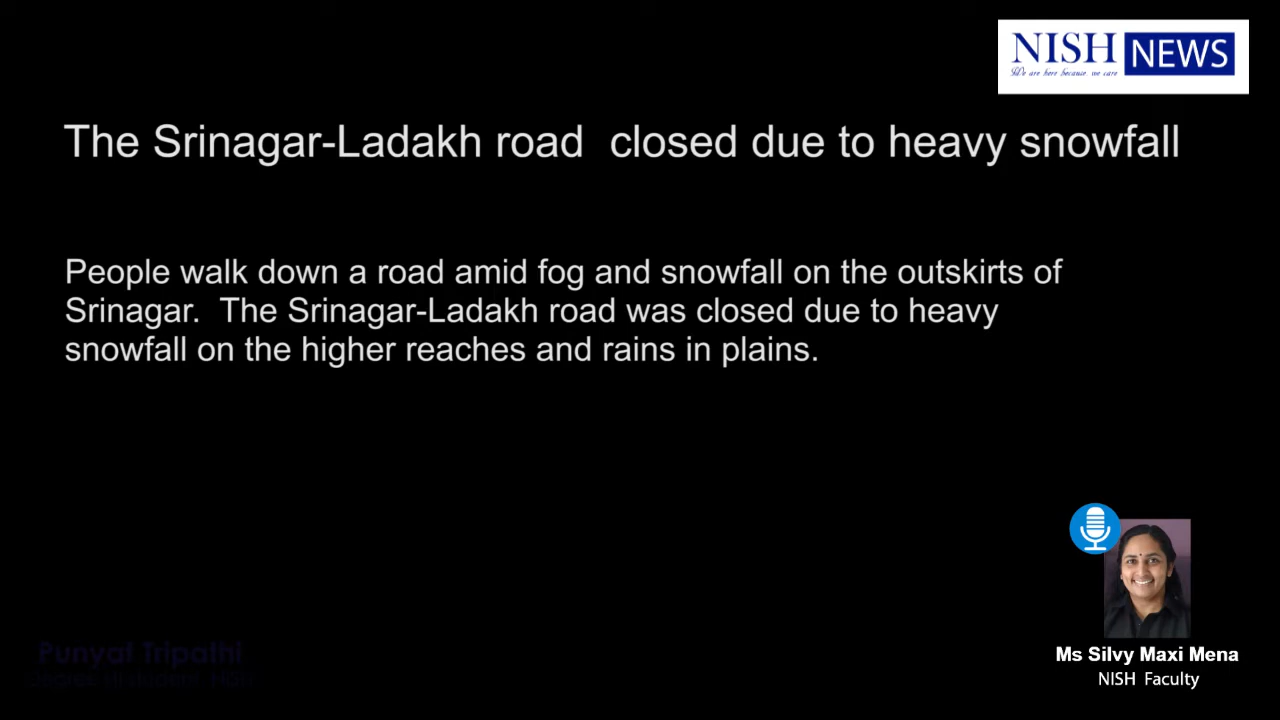 NISH NEWS
We are here because, we care
The Srinagar-Ladakh road  closed due to heavy snowfall
People walk down a road amid fog and snowfall on the outskirts of
Srinagar.  The Srinagar-Ladakh road was closed due to heavy
snowfall on the higher reaches and rains in plains.
Ms Silvy Maxi Mena
NISH Faculty
Punyat Tripathi